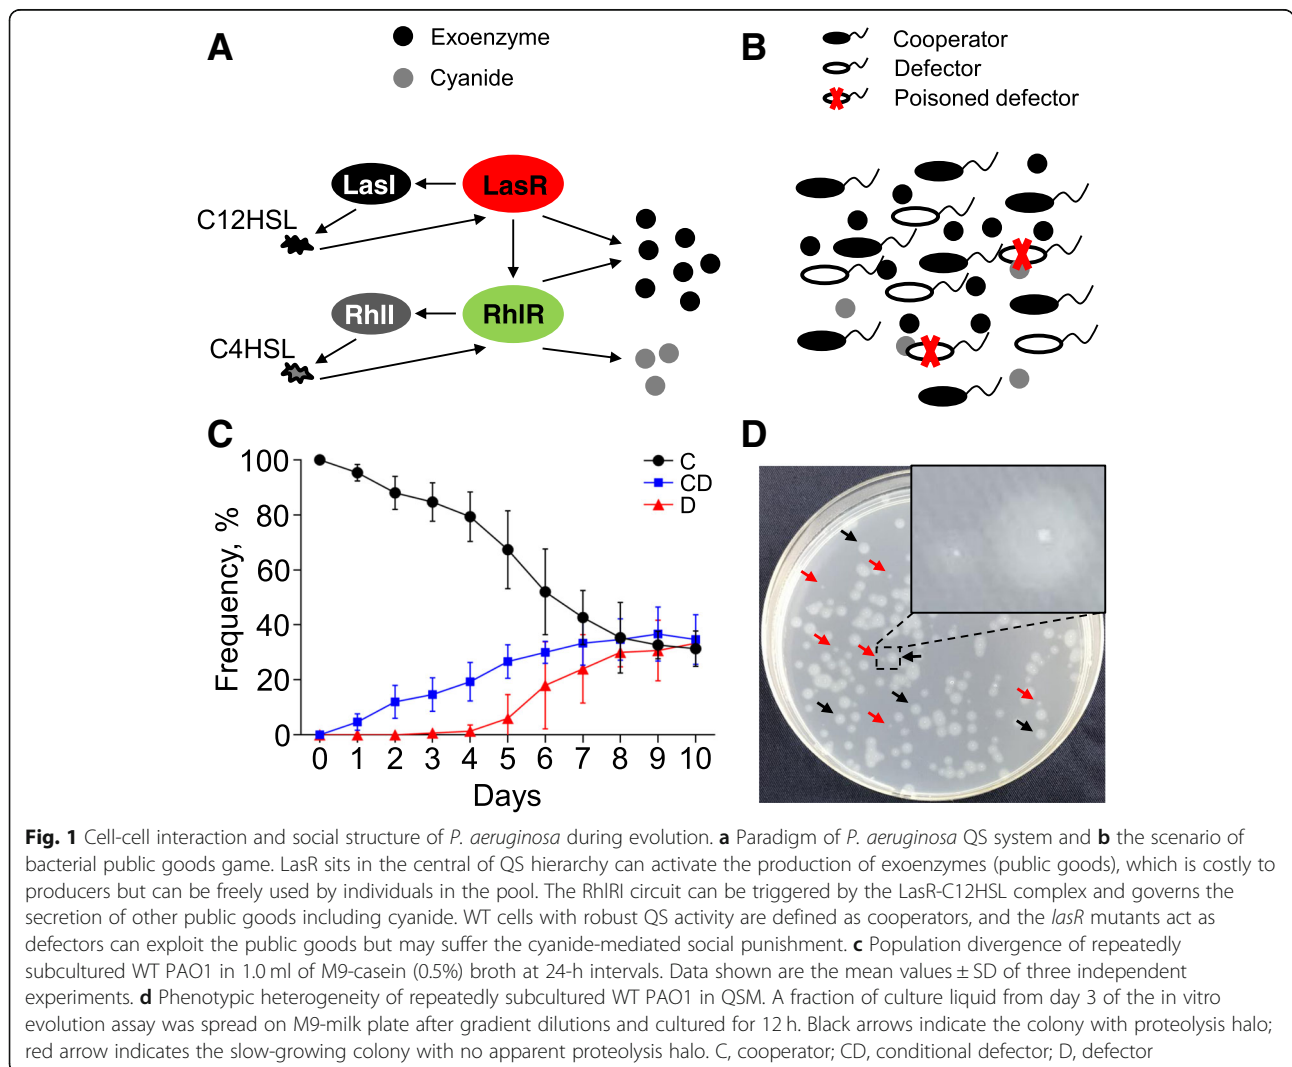 A
Exoenzyme
Cyanide
LasI
LasR
C12HSL
RhlI
RhlR
C4HSL
B
Cooperator
Defector
Poisoned defector
C
100
80
60
40
20
0
Frequency, %
0 1 2 3 4 5 6 7 8 9 10
Days
C
CD
D
D
Fig. 1 Cell-cell interaction and social structure of P. aeruginosa during evolution. a Paradigm of P. aeruginosa QS system and b the scenario of
bacterial public goods game. LasR sits in the central of QS hierarchy can activate the production of exoenzymes (public goods), which is costly to
producers but can be freely used by individuals in the pool. The RhlRI circuit can be triggered by the LasR-C12HSL complex and governs the
secretion of other public goods including cyanide. WT cells with robust QS activity are defined as cooperators, and the lasR mutants act as
defectors can exploit the public goods but may suffer the cyanide-mediated social punishment. c Population divergence of repeatedly
subcultured WT PAO1 in 1.0 ml of M9-casein (0.5%) broth at 24-h intervals. Data shown are the mean values ± SD of three independent
experiments. d Phenotypic heterogeneity of repeatedly subcultured WT PAO1 in QSM. A fraction of culture liquid from day 3 of the in vitro
evolution assay was spread on M9-milk plate after gradient dilutions and cultured for 12 h. Black arrows indicate the colony with proteolysis halo;
red arrow indicates the slow-growing colony with no apparent proteolysis halo. C, cooperator; CD, conditional defector; D, defector